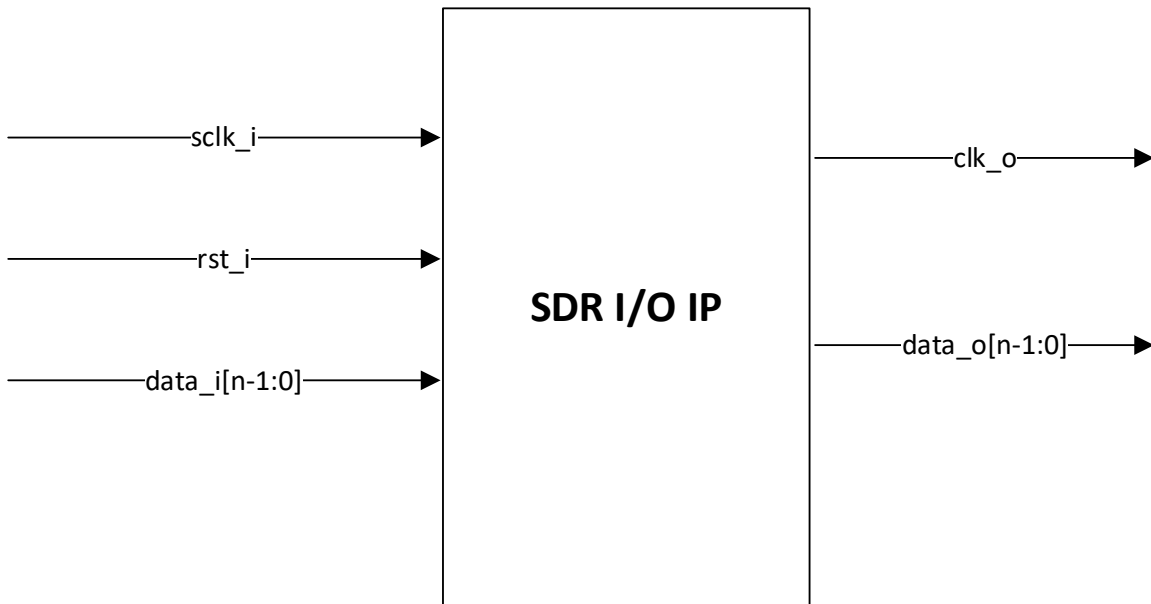 sclk_i
clk_o
rst_i
SDR I/O IP
data_o[n-1:0]
data_i[n-1:0]